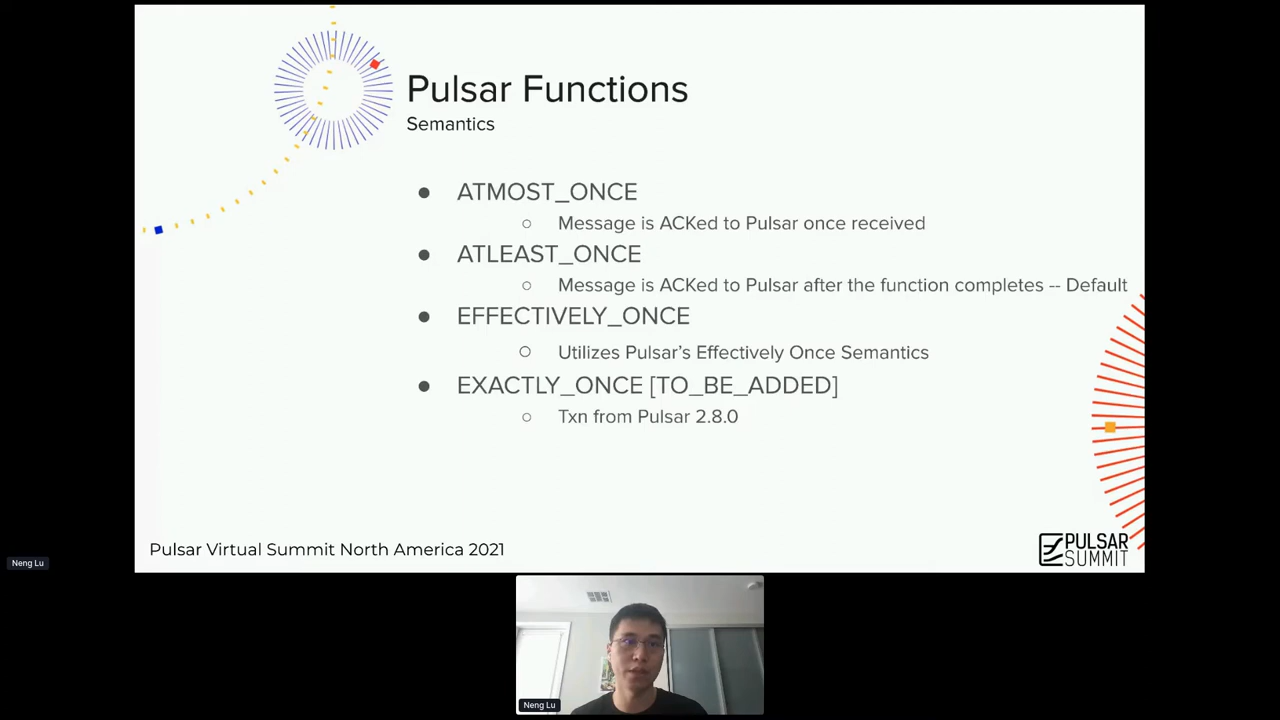 Pulsar Functions
Semantics
● ATMOST_ONCE
○ Message is ACKed to Pulsar once received
● ATLEAST_ONCE
○ Message is ACKed to Pulsar after the function completes -- Default
● EFFECTIVELY_ONCE
○ Utilizes Pulsar’s Effectively Once Semantics
● EXACTLY_ONCE [TO_BE_ADDED]
○ Txn from Pulsar 2.8.0
Pulsar Virtual Summit North America 2021
PULSAR
SUMMIT
Neng Lu
Neng Lu